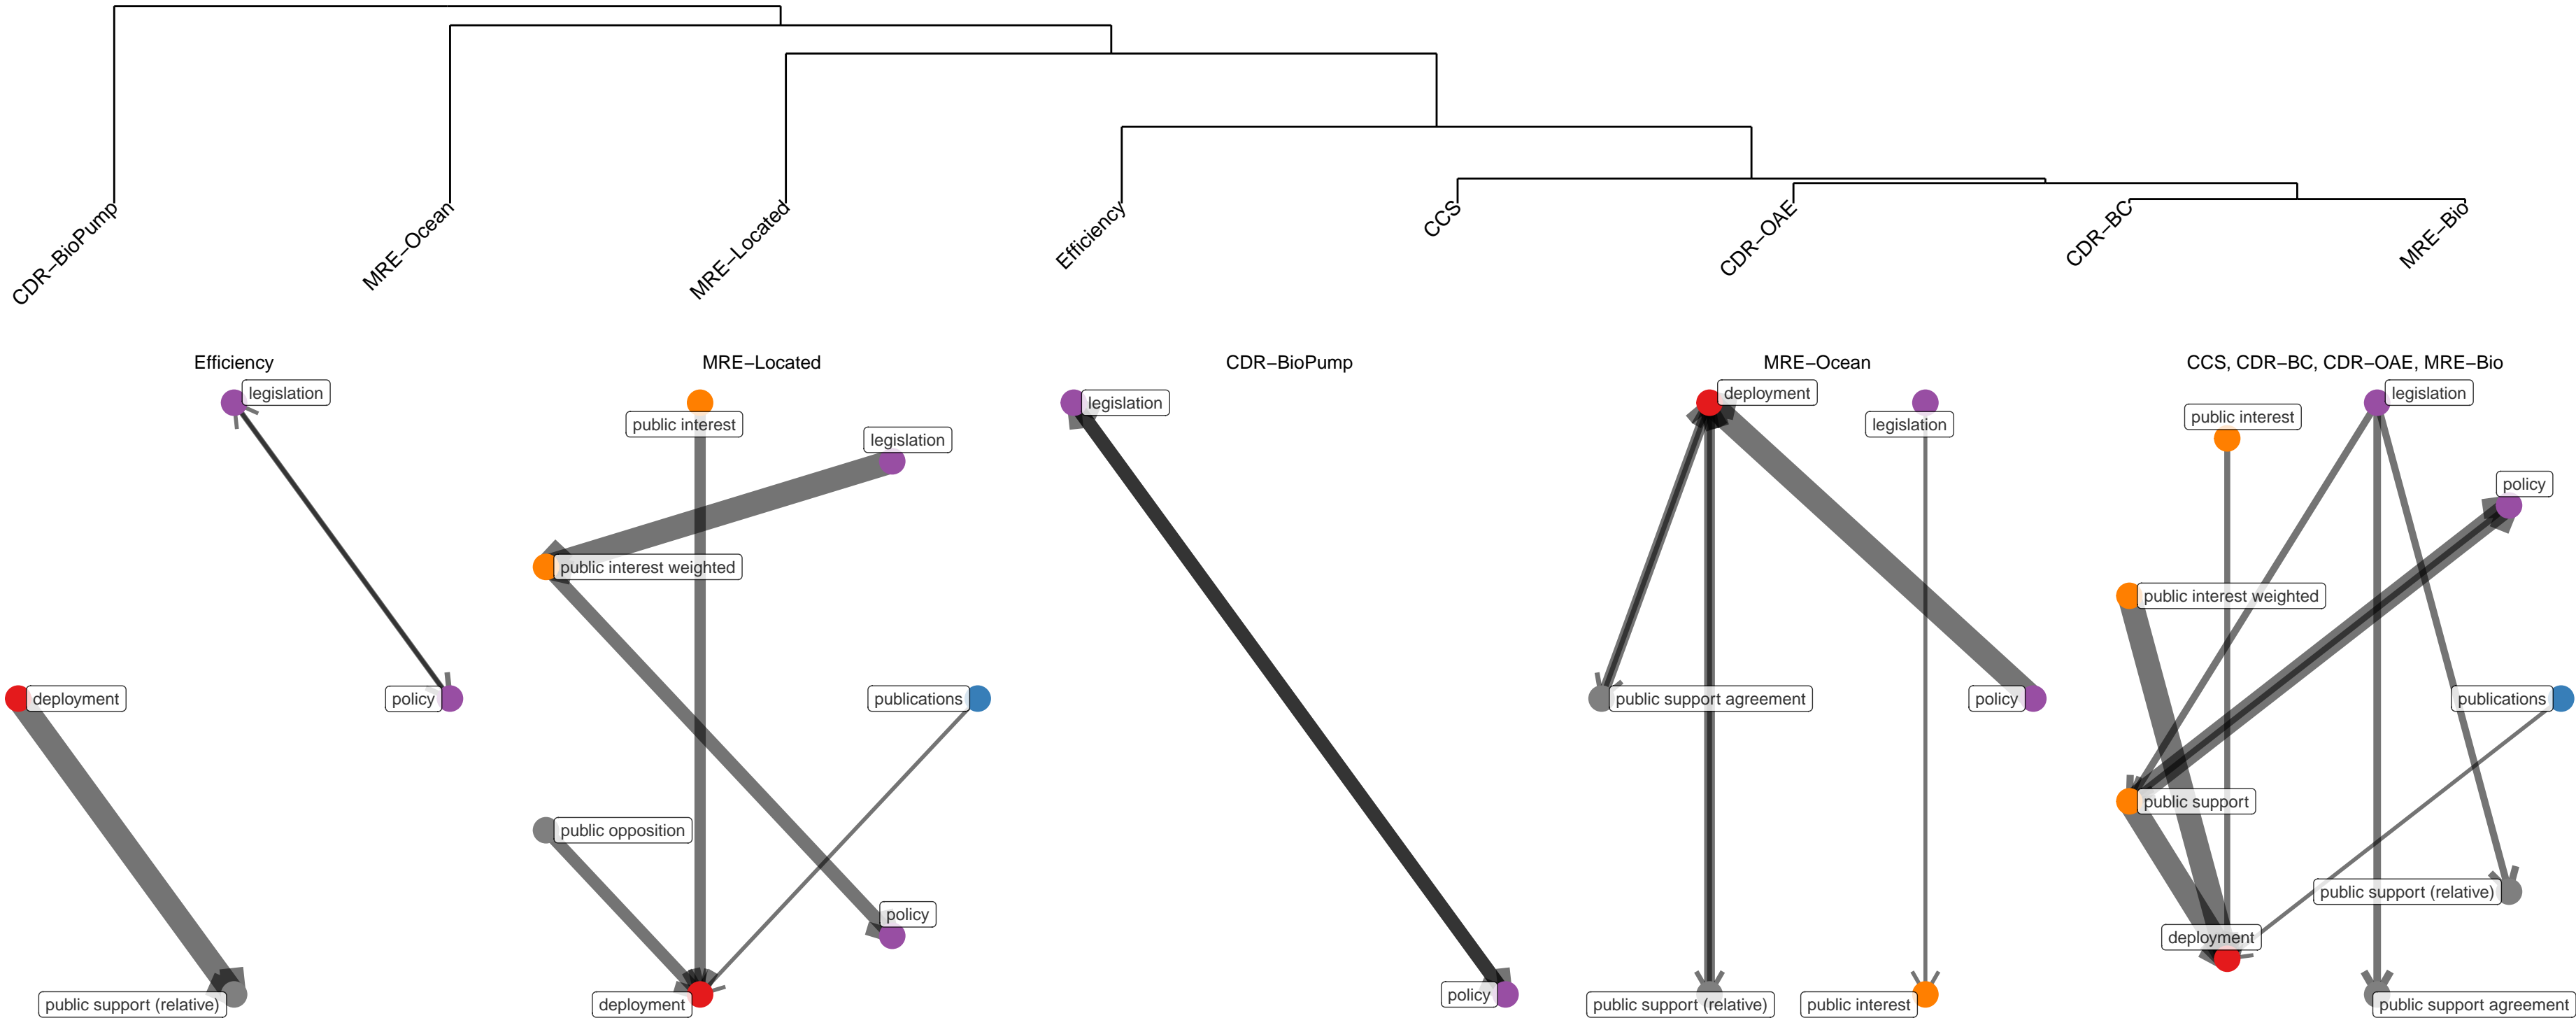 CDR−BioPump
MRE−Ocean
MRE−Located
Efficiency
CCS
CDR−OAE
CDR−BC
MRE−Bio
Efficiency
legislation
deployment
policy
public support (relative)
MRE−Located
public interest
legislation
public interest weighted
publications
public opposition
policy
deployment
CDR−BioPump
legislation
policy
MRE−Ocean
deployment
legislation
public support agreement
policy
public support (relative)
public interest
CCS, CDR−BC, CDR−OAE, MRE−Bio
legislation
public interest
policy
public interest weighted
publications
public support
public support (relative)
deployment
public support agreement